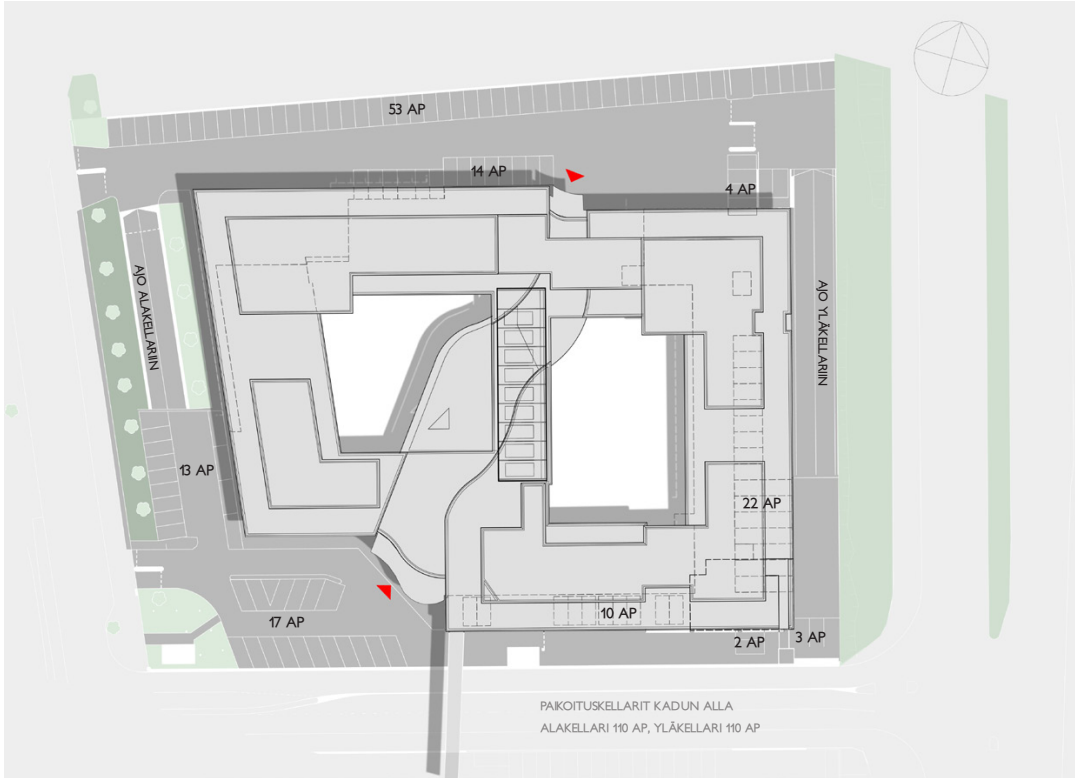 53 AP
14 AP
4 AP
AJO ALAKELLARIIN
AJO YLÄKELLARIIN
13 AP
22 AP
10 AP
17 AP
2 AP
3 AP
PAIKOITUSKELLARIT KADUN ALLA
ALAKELLARI 110 AP, YLÄKELLARI 110 AP